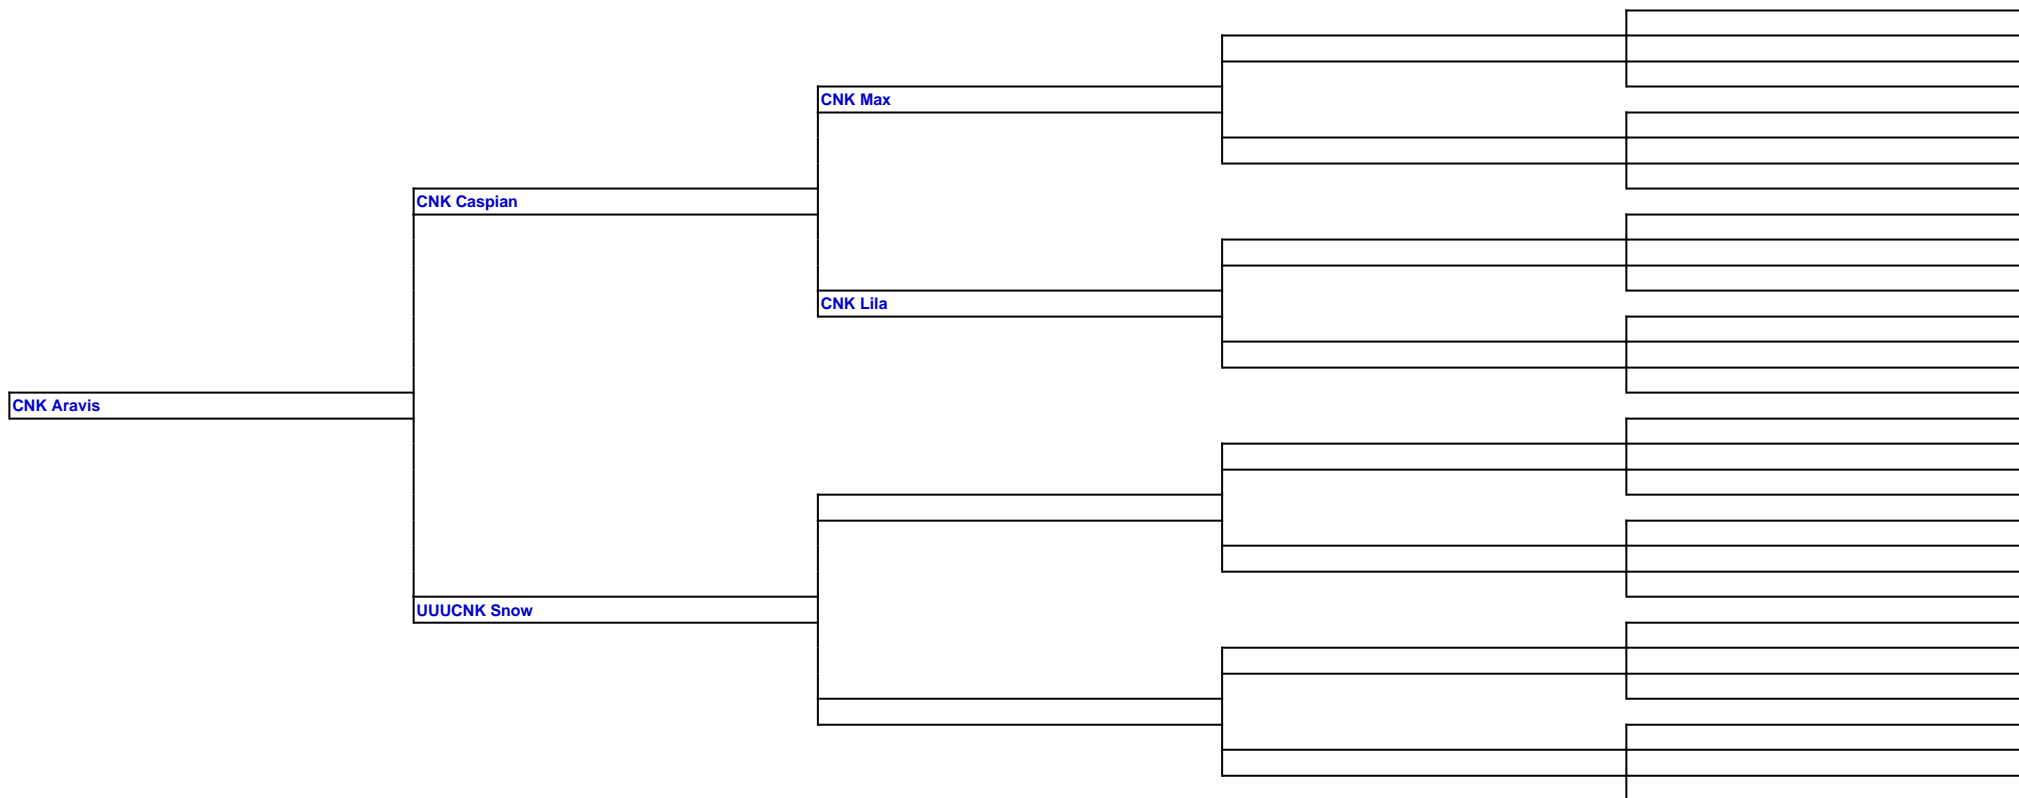 CNK Max
CNK Caspian
CNK Lila
CNK Aravis
UUUCNK Snow